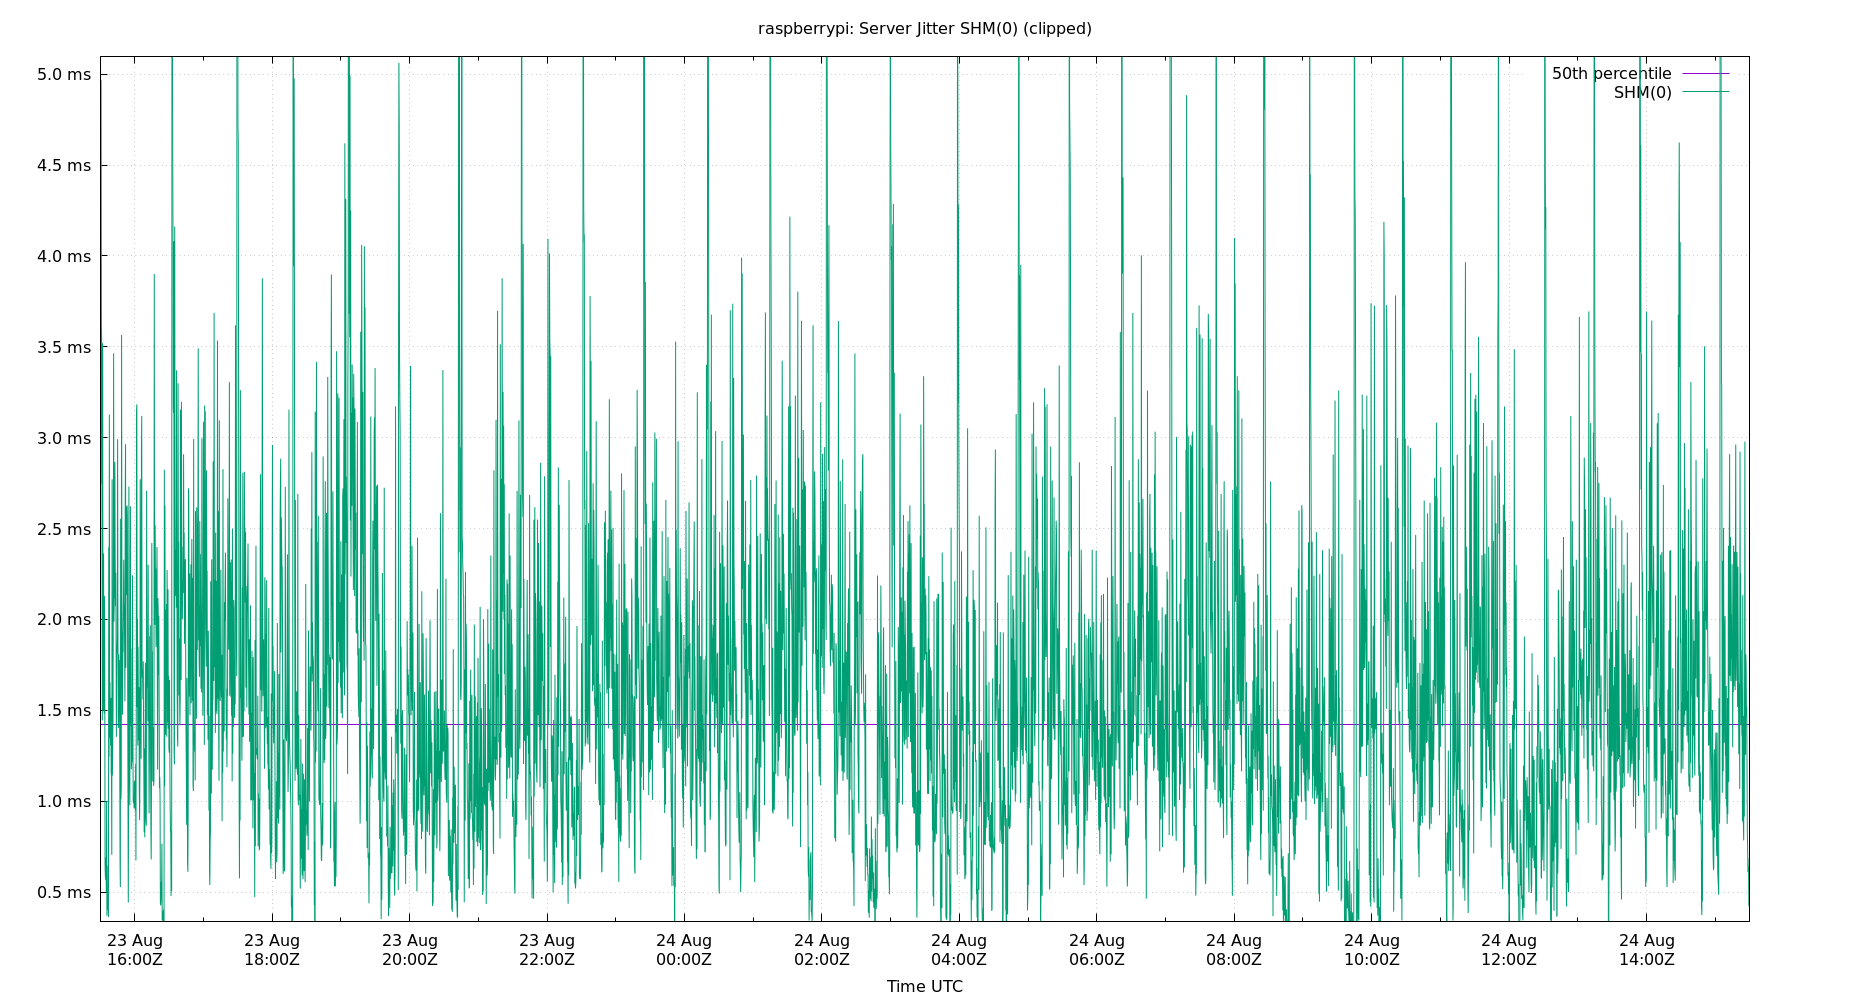 raspberrypi: Server Jitter SHM(0) (clipped)
50th percentile
SHM(0)
5.0 ms
4.5 ms
4.0 ms
3.5 ms
3.0 ms
2.5 ms
2.0 ms
1.5 ms
1.0 ms
0.5 ms
23 Aug 23 Aug 23 Aug 23 Aug 24 Aug 24 Aug 24 Aug 24 Aug 24 Aug 24 Aug 24 Aug 24 Aug
16:00Z 18:00Z 20:00Z 22:00Z 00:00Z 02:00Z 04:00Z 06:00Z 08:00Z 10:00Z 12:00Z 14:00Z
Time UTC